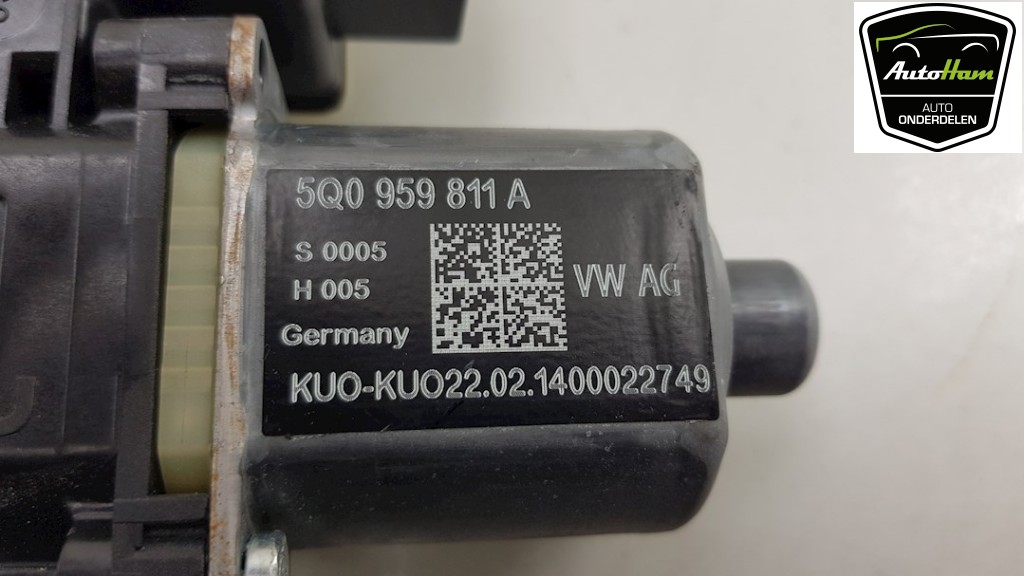 5Q0 959 811 A
S 0005
H 005
VW AG
Germany
KUO-KUO22.02.1400022749
AutoHam
AUTO
ONDERDELEN